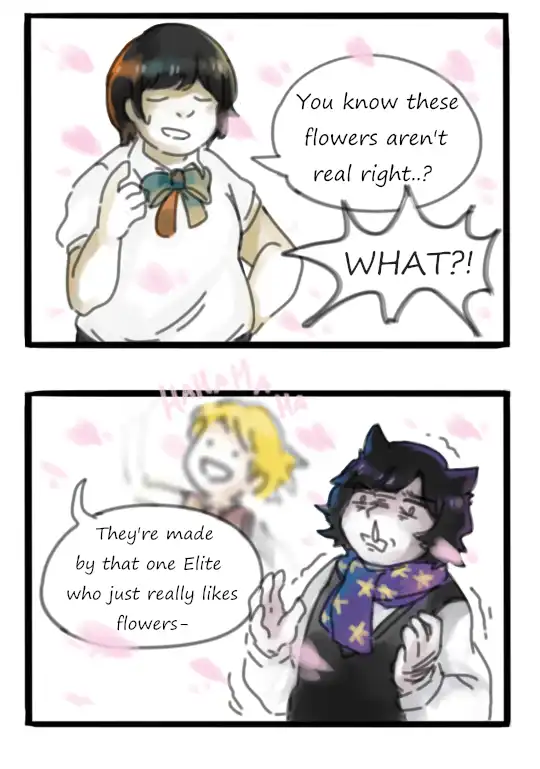 You know these
flowers aren't
real right..?
WHAT?!
HAHAHA
HA
They're made
by that one Elite
who just really likes
flowers-